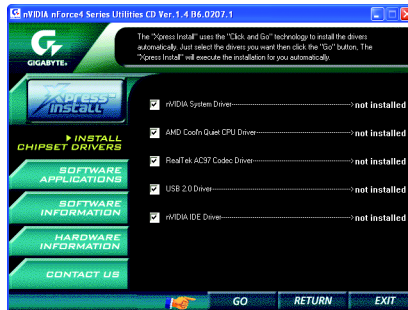 nVIDIA nForce4 Series Utilities CD Ver.1.4 B6.0207.1
GIGABYTE
The "Xpress Install" uses the "Click and Go" technology to install the drivers
automatically. Just select the drivers you want then click the "Go" button, The
"Xpress Install" will execute the installation for you automatically.
Xpress
install
INSTALL
CHIPSET DRIVERS
SOFTWARE
APPLICATIONS
SOFTWARE
INFORMATION
HARDWARE
INFORMATION
CONTACT US
nVIDIA System Driver not installed
AMD Cooln Quiet CPU Driver not installed
RealTek AC97 Codec Driver not installed
USB 2.0 Driver not installed
nVIDIA IDE Driver not installed
GO
RETURN
EXIT